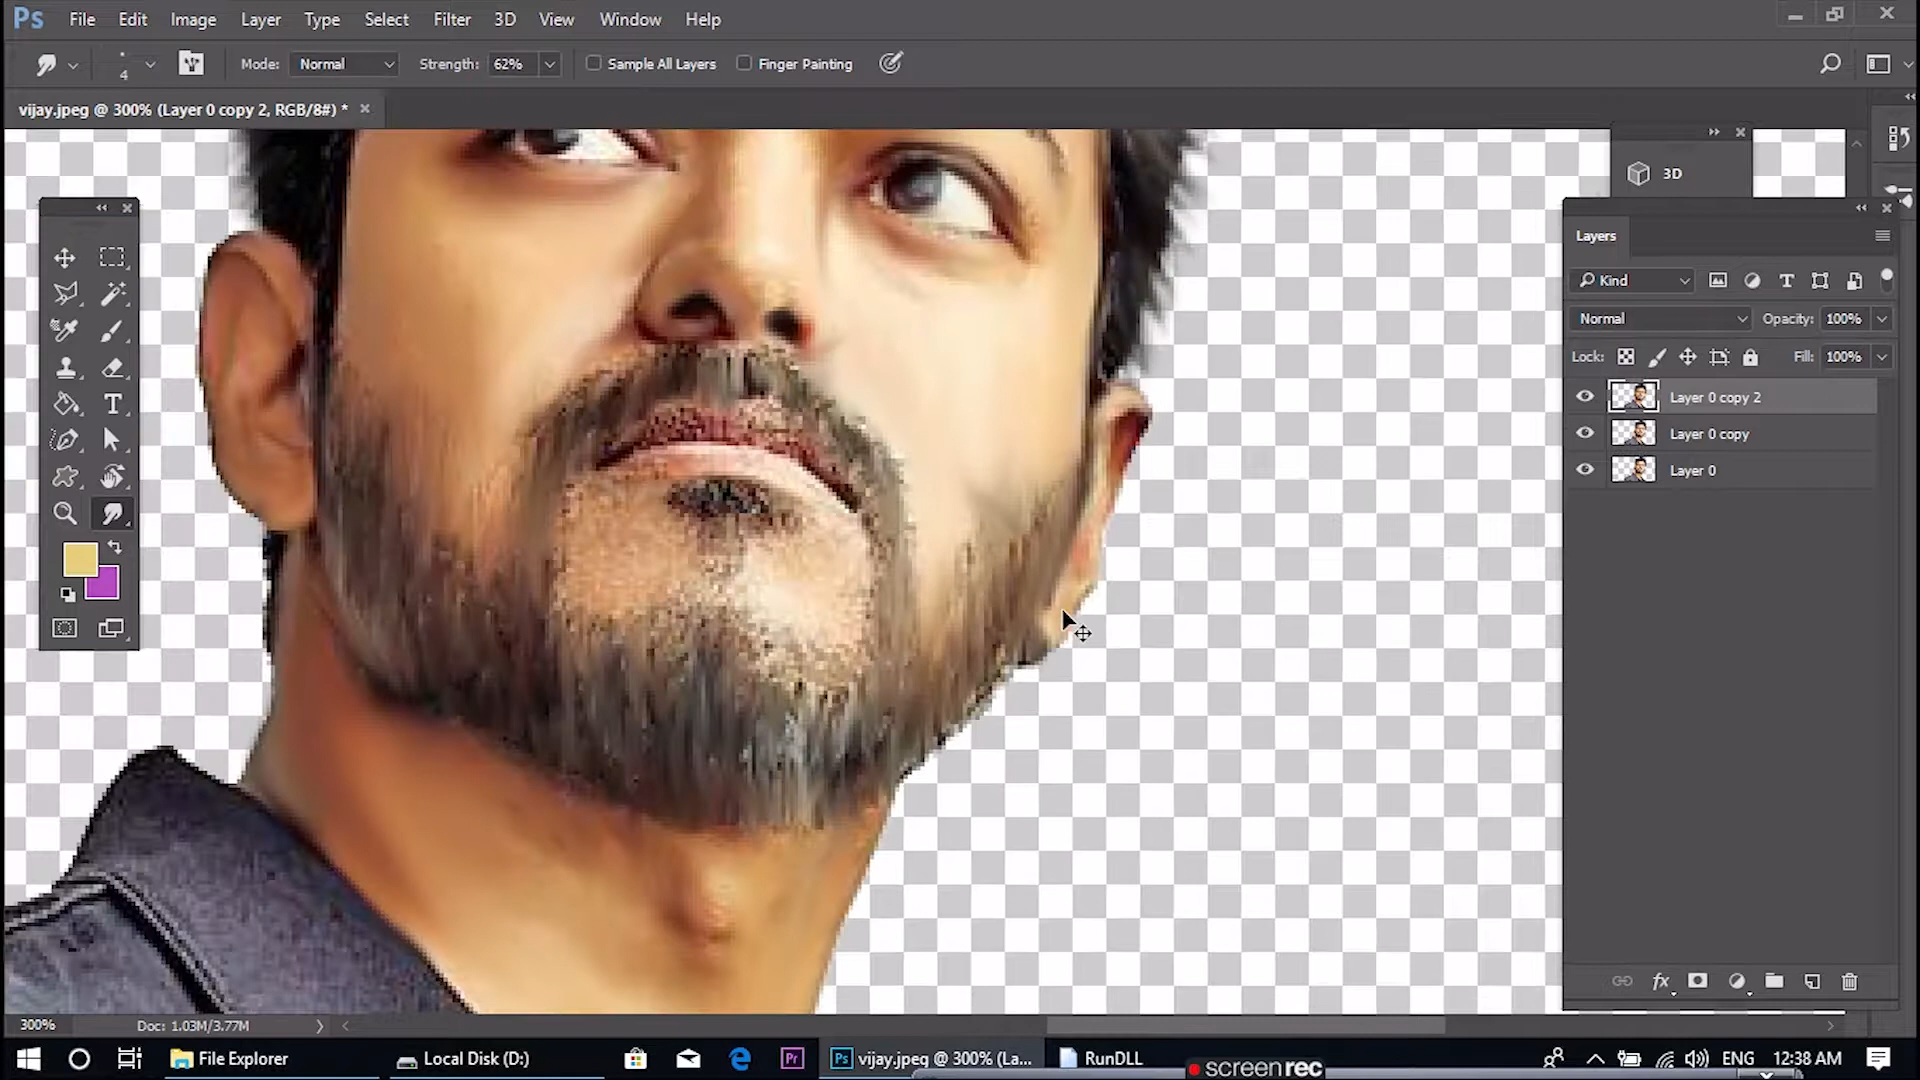 Ps File Edit Image Layer Type Select Filter 3D View Window Help
4 Mode: Normal Strength: 62% Sample All Layers Finger Painting
vijay.jpeg @ 300% (Layer 0 copy 2, RGB/8#) *
3D
Layers
Kind
Normal Opacity: 100%
Lock: Fill: 100%
Layer 0 copy 2
Layer 0 copy
Layer 0
300% Doc: 1.03M/3.77M
File Explorer Local Disk (D:) Pr Ps vijay.jpeg @ 300% (La... RunDLL ENG 12:38 AM
screenrec